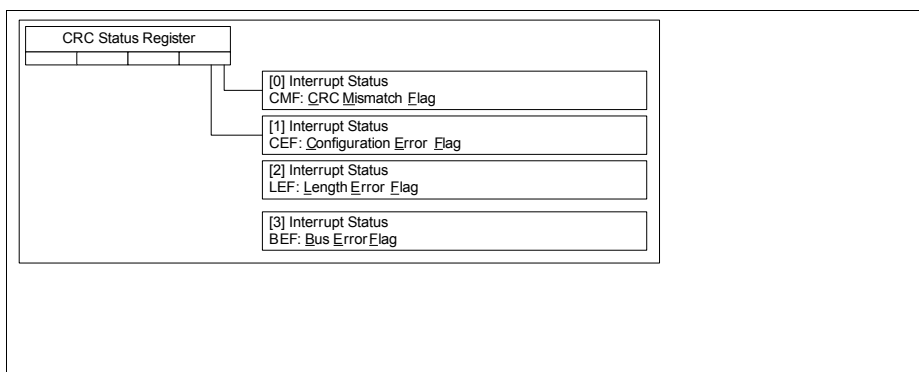 CRC Status Register
[0] Interrupt Status
CMF: CRC Mismatch Flag
[1] Interrupt Status
CEF: Configuration Error Flag
[2] Interrupt Status
LEF: Length Error Flag
[3] Interrupt Status
BEF: Bus Error Flag